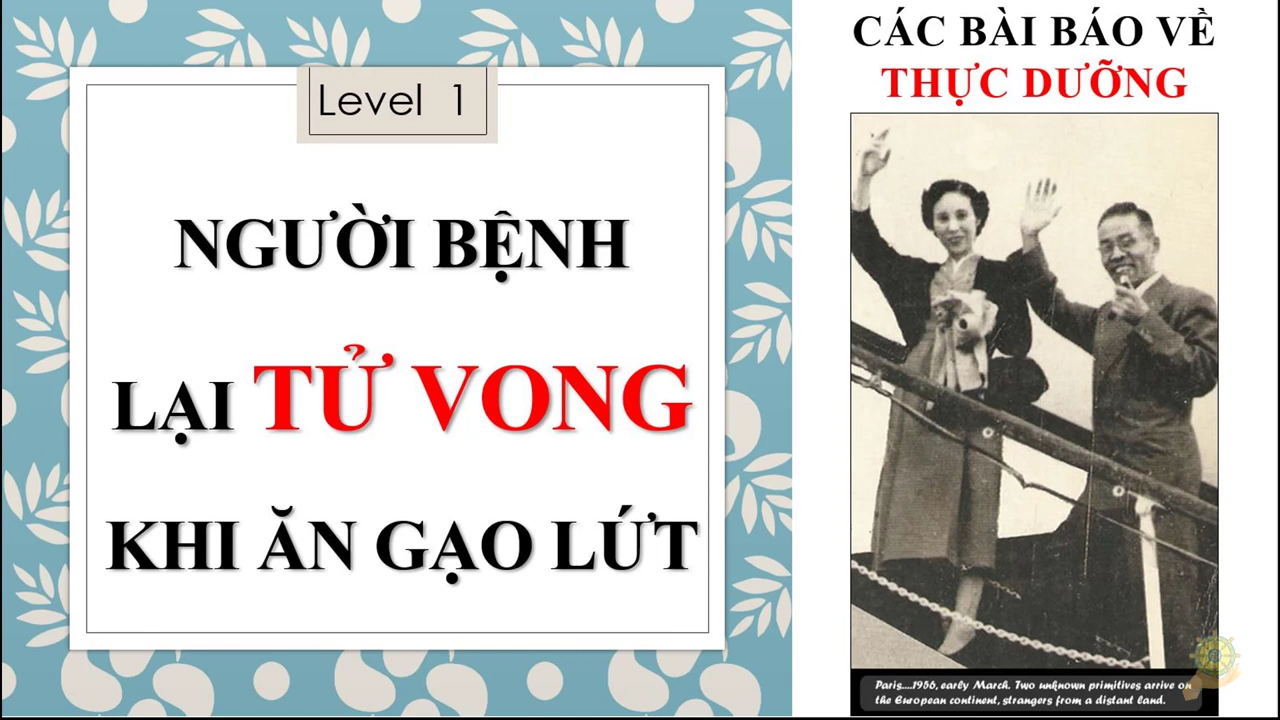 Level 1
NGƯỜI BỆNH
LẠI TỬ VONG
KHI ĂN GẠO LỨT
CÁC BÀI BÁO VỀ
THỰC DƯỠNG
Paris....1956, early March. Two unknown primitives arrive on
the European continent, strangers from a distant land.